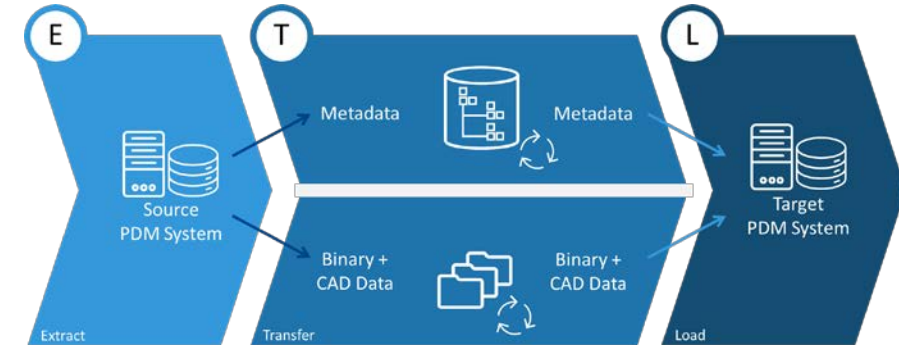 E
T
L
Source
PDM System
Metadata
Metadata
Binary +
CAD Data
Binary +
CAD Data
Target
PDM System
Extract
Transfer
Load